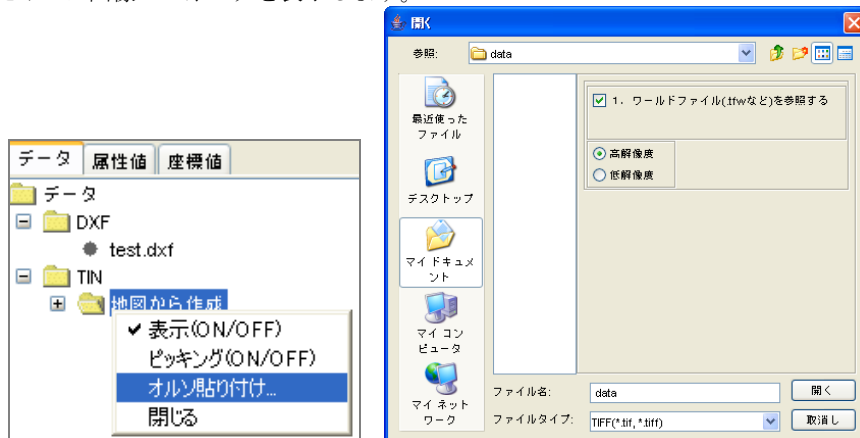 開く
参照:
data
最近使った
ファイル
デスクトップ
マイドキュメ
ント
マイ コン
ピュータ
マイ ネット
ワーク
1. ワールドファイル(.tfwなど)を参照する
高解像度
低解像度
ファイル名:
data
開く
ファイルタイプ:
TIFF(*.tif, *.tiff)
取消し
データ
属性値
座標値
データ
DXF
test.dxf
TIN
地図から作成
表示(ON/OFF)
ピッキング(ON/OFF)
オルソ貼り付け...
閉じる